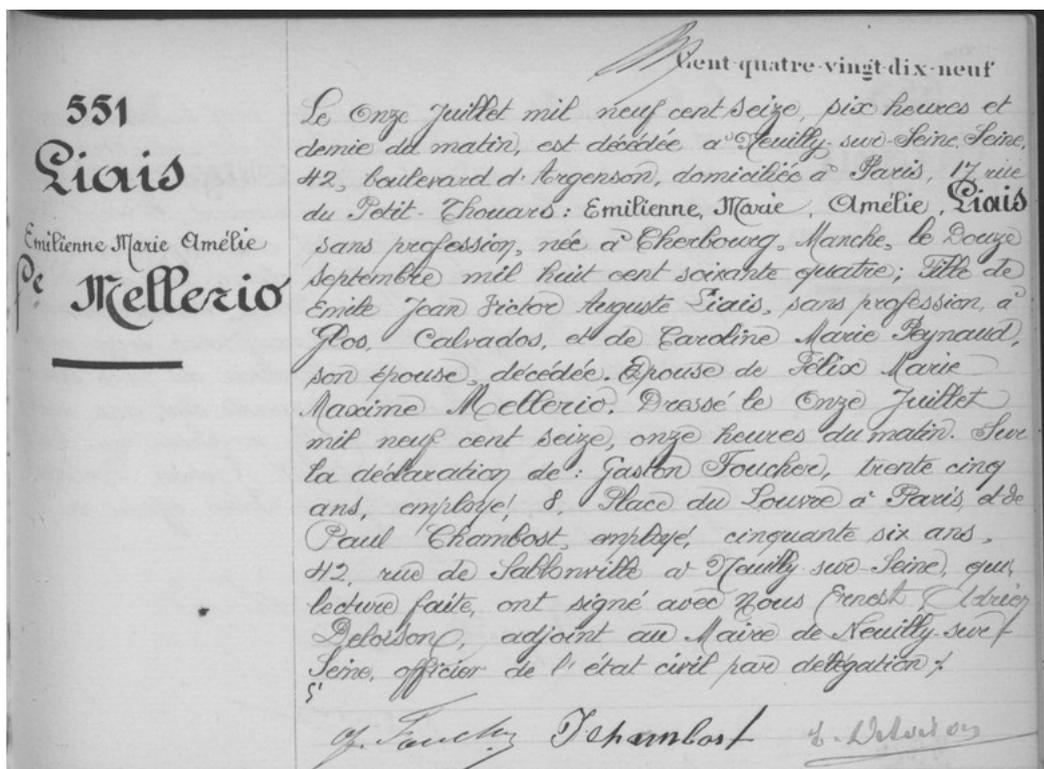 Cent-quatre-vingt-dix-neuf
551
Liais
Emilienne Marie Amélie
fe Mellerio
Le Onze Juillet mil neuf cent seize, six heures et
demie du matin, est décédée à Neuilly-sur-Seine, Seine,
42, boulevard d'Argenson, domiciliée à Paris, 17, rue
du Petit-Thouars : Emilienne, Marie, Amélie, Liais
sans profession, née à Cherbourg, Manche, le Douze
septembre mil huit cent soixante quatre ; Fille de
Emile Jean Victor Auguste Liais, sans profession, à
Glos, Calvados, et de Caroline Marie Peynaud,
son épouse, décédée. Epouse de Félix Marie
Maxime Mellerio. Dressé le Onze Juillet
mil neuf cent seize, onze heures du matin. Sur
la déclaration de : Gaston Foucher, trente cinq
ans, employé, 8, Place du Louvre à Paris, et de
Paul Chambost, employé, cinquante six ans,
42, rue de Sablonville à Neuilly-sur-Seine, qui,
lecture faite, ont signé avec Nous Ernest, Adrien
Deloison, adjoint au Maire de Neuilly-sur-
Seine, officier de l'état civil par délégation ;
G. Foucher Pchambost E. Deloison